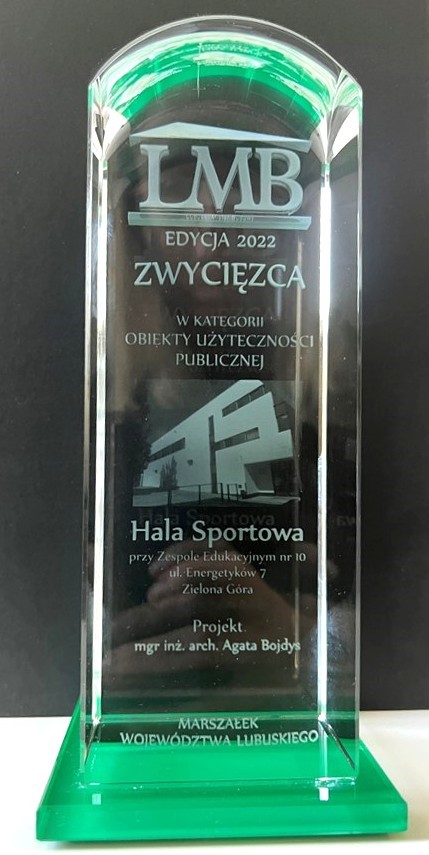 LMB
EDYCJA 2022
ZWYCIĘZCA
W KATEGORII
OBIEKTY UŻYTECZNOŚCI
PUBLICZNEJ
Hala Sportowa
przy Zespole Edukacyjnym nr 10
ul. Energetyków 7
Zielona Góra
Projekt
mgr inż. arch. Agata Bojdys
MARSZAŁEK
WOJEWÓDZTWA LUBUSKIEGO